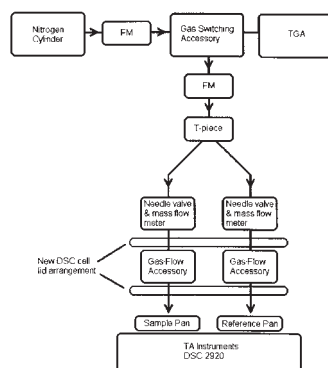 Nitrogen
Cylinder
FM
Gas Switching
Accessory
TGA
FM
T-piece
Needle valve
& mass flow
meter
Needle valve
& mass flow
meter
New DSC cell
lid arrangement
Gas-Flow
Accessory
Gas-Flow
Accessory
Sample Pan
Reference Pan
TA Instruments
DSC 2920